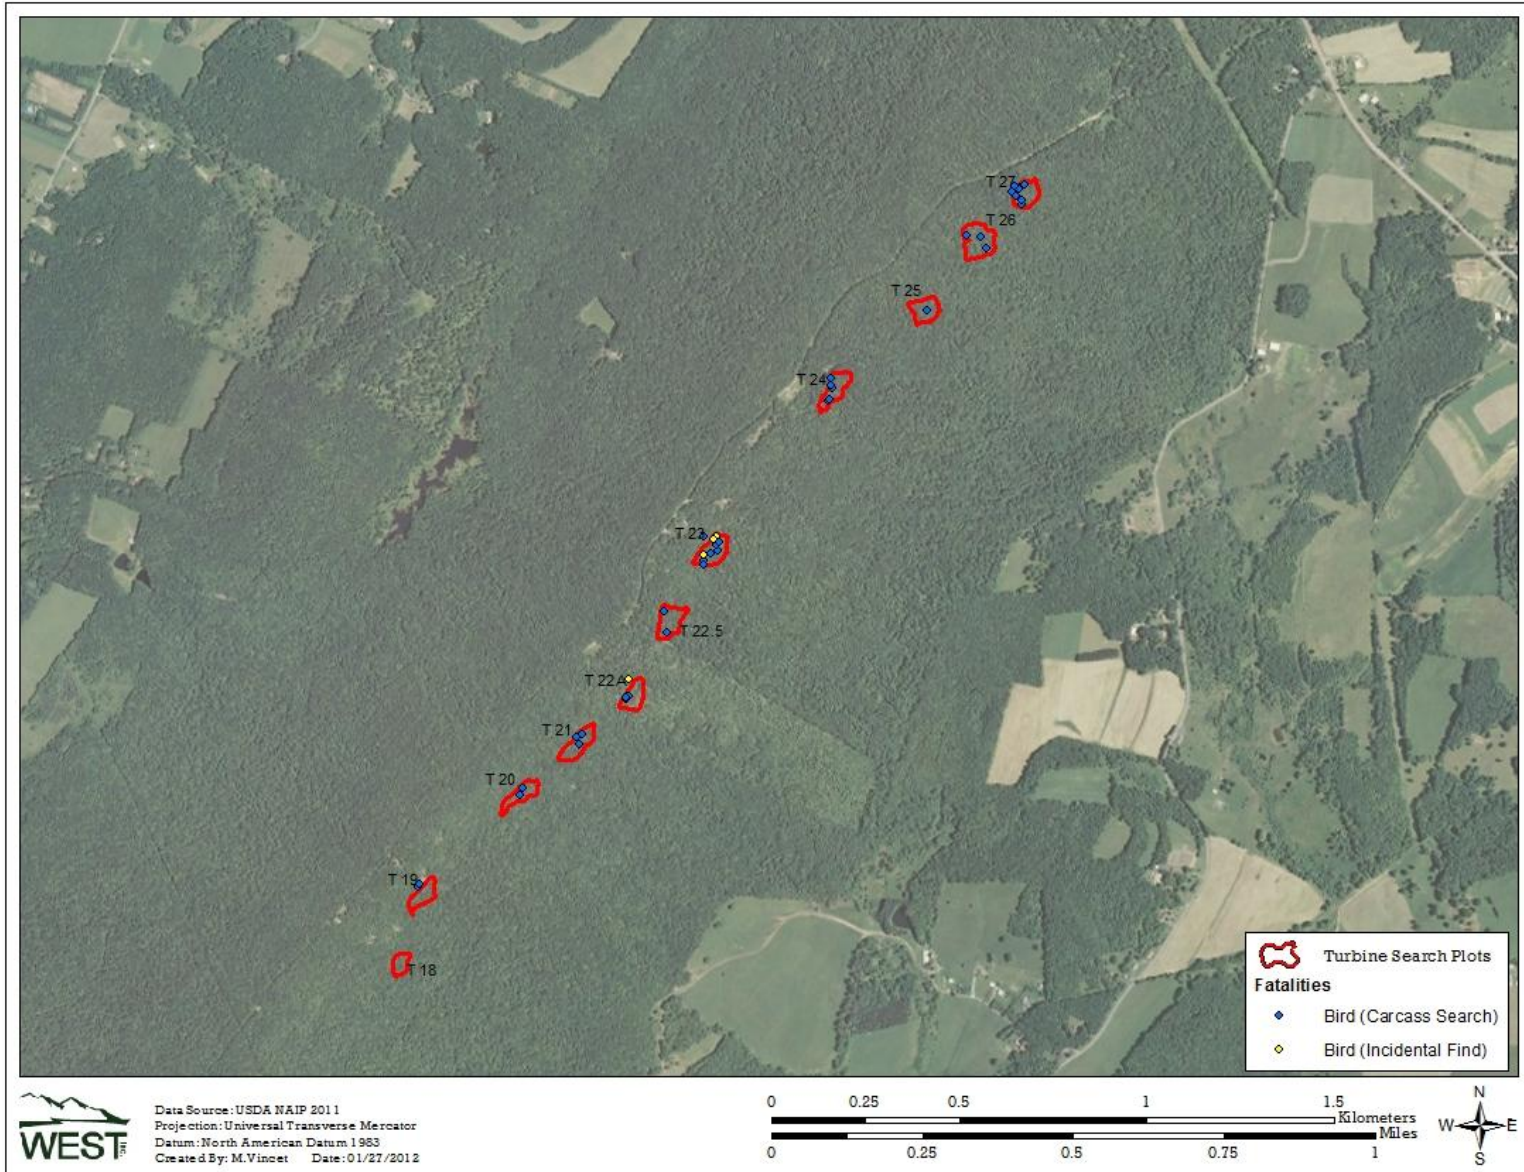 T 27
T 26
T 25
T 24
T 23
T 22.5
T 22A
T 21
T 20
T 19
T 18
Turbine Search Plots
Fatalities
Bird (Carcass Search)
Bird (Incidental Find)
WEST INC.
Data Source: USDA NAIP 2011
Projection: Universal Transverse Mercator
Datum: North American Datum 1983
Created By: M.Vincet Date: 01/27/2012
0 0.25 0.5 1 1.5
Kilometers
Miles
0 0.25 0.5 0.75 1
N
W E
S